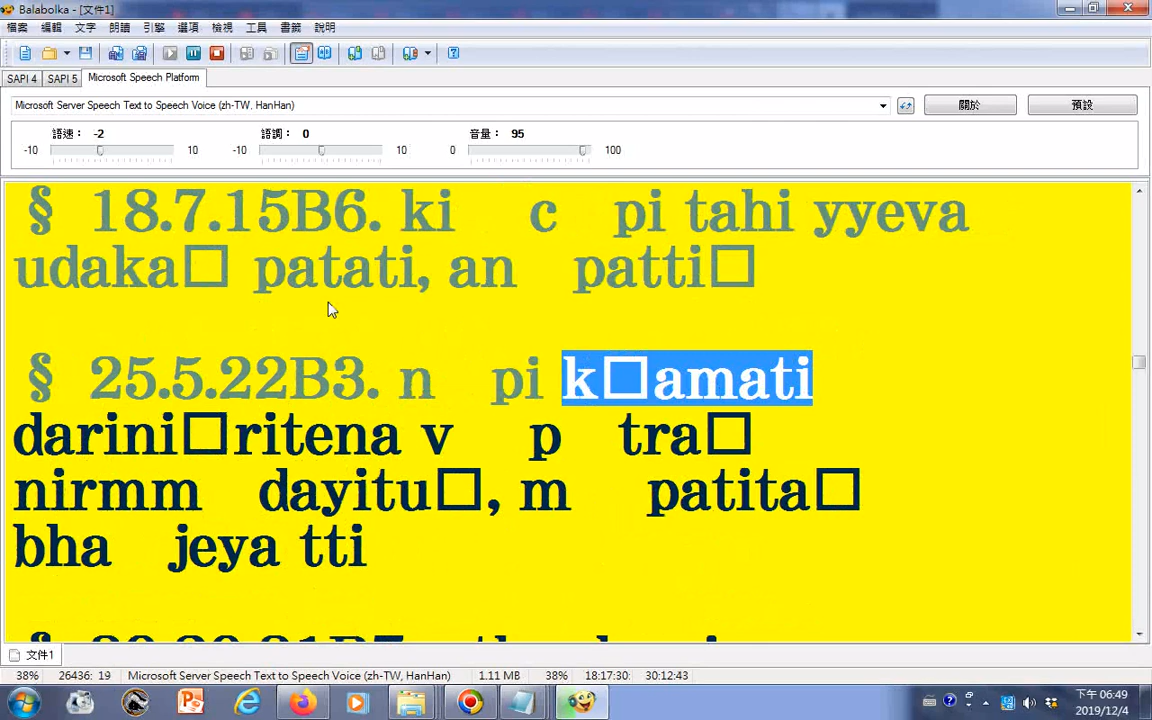 Balabolka - [文件1]
檔案 編輯 文字 朗讀 引擎 選項 檢視 工具 書籤 說明
SAPI 4 SAPI 5 Microsoft Speech Platform
Microsoft Server Speech Text to Speech Voice (zh-TW, HanHan) 關於 預設
語速： -2 語調： 0 音量： 95
-10 10 -10 10 0 100
§ 18.7.15B6. ki c pi tahi yyeva
udaka□ patati, an patti□
§ 25.5.22B3. n pi k□amati
darini□ritena v p tra□
nirmm dayitu□, m patita□
bha jeya tti
文件1
38% 26436: 19 Microsoft Server Speech Text to Speech Voice (zh-TW, HanHan) 1.11 MB 38% 18:17:30: 30:12:43
下午 06:49
2019/12/4